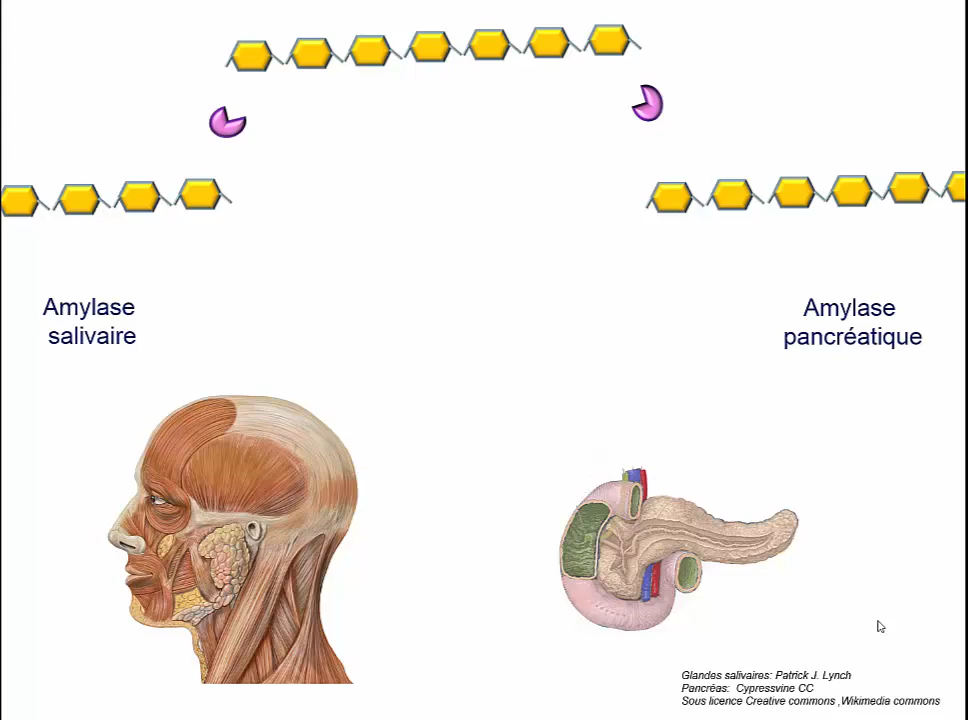 Amylase
salivaire
Amylase
pancréatique
Glandes salivaires: Patrick J. Lynch
Pancréas: Cypressvine CC
Sous licence Creative commons ,Wikimedia commons